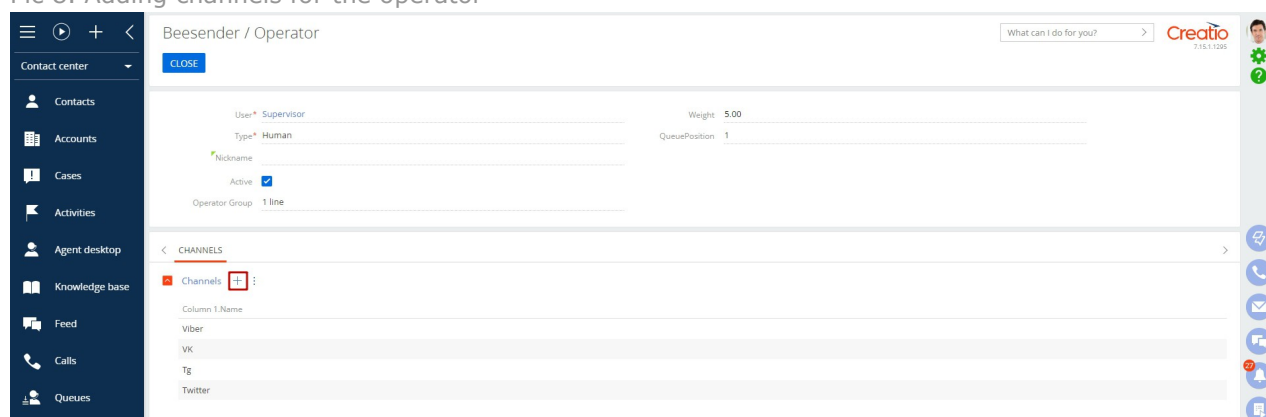 Pic 8. Adding channels for the operator
Beesender / Operator
What can I do for you?
Creatio
7.15.1.1295
CLOSE
Contact center
Contacts
Accounts
Cases
Activities
Agent desktop
Knowledge base
Feed
Calls
Queues
User* Supervisor
Type* Human
Nickname
Active
Operator Group 1 line
Weight 5.00
QueuePosition 1
CHANNELS
Channels
Column 1.Name
Viber
VK
Tg
Twitter
27